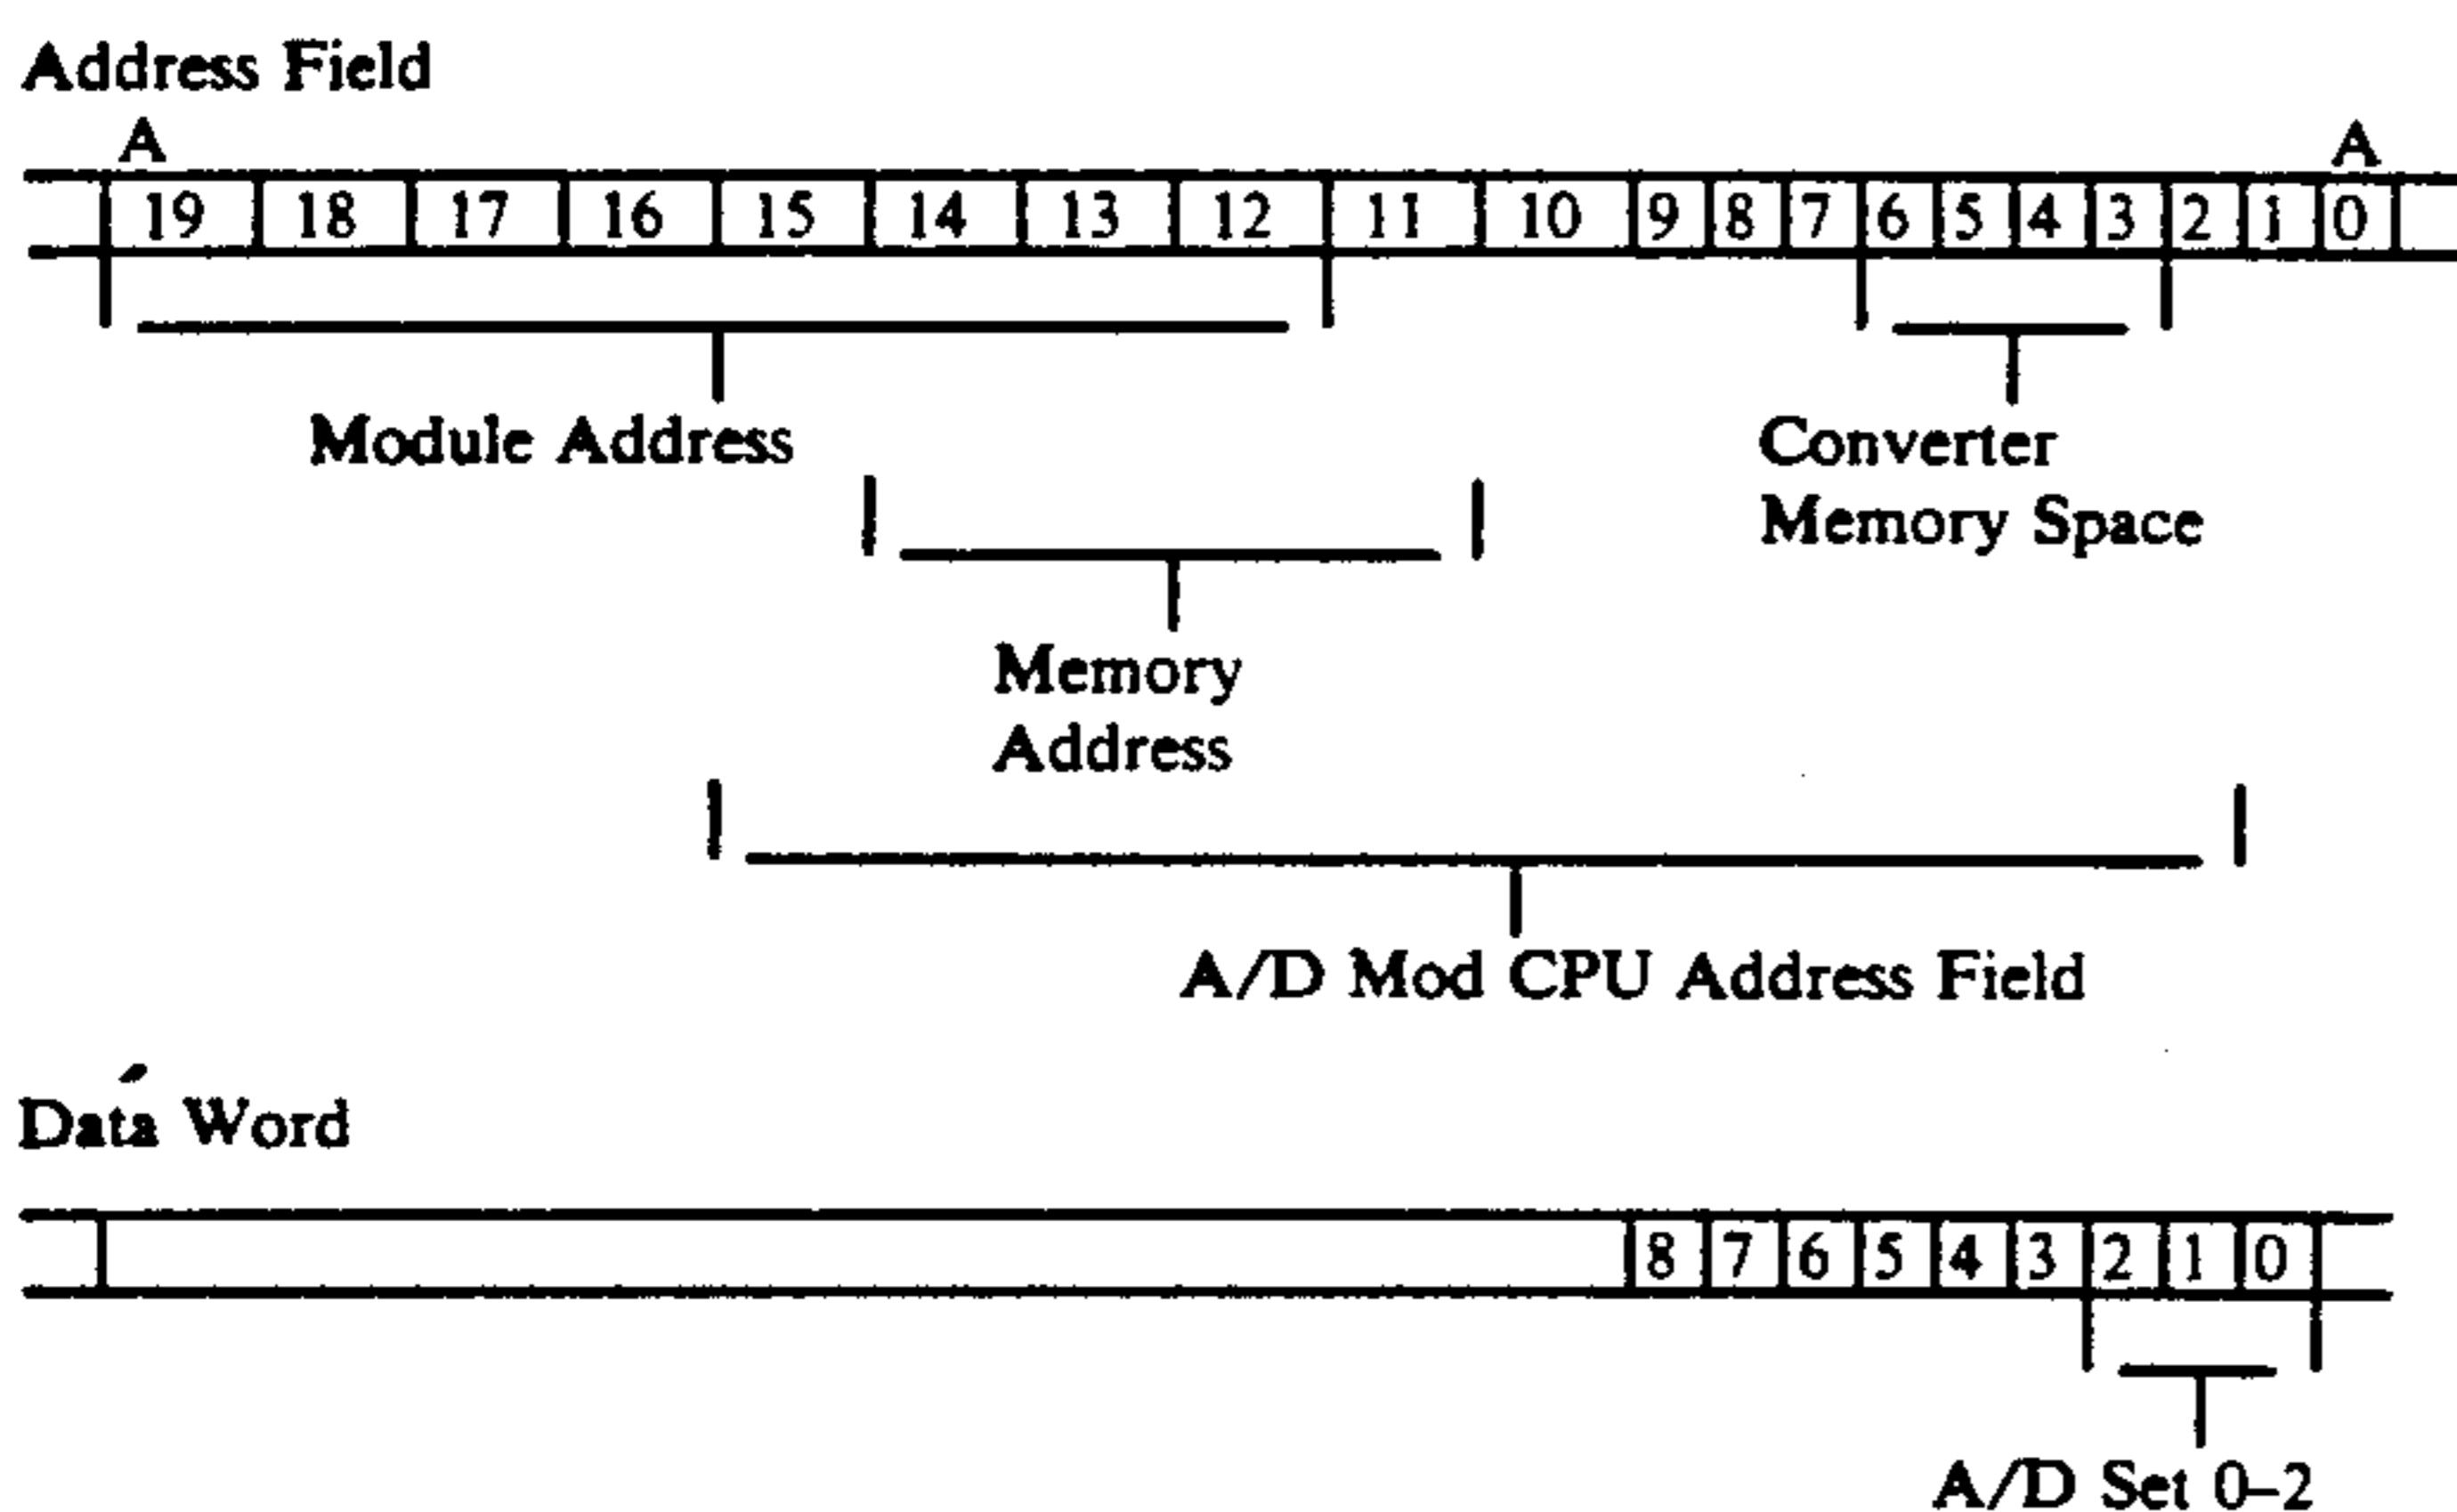 Address Field
A A
19 18 17 16 15 14 13 12 11 10 9 8 7 6 5 4 3 2 1 0
Module Address
Converter
Memory Space
Memory
Address
A/D Mod CPU Address Field
Data Word
8 7 6 5 4 3 2 1 0
A/D Set 0–2